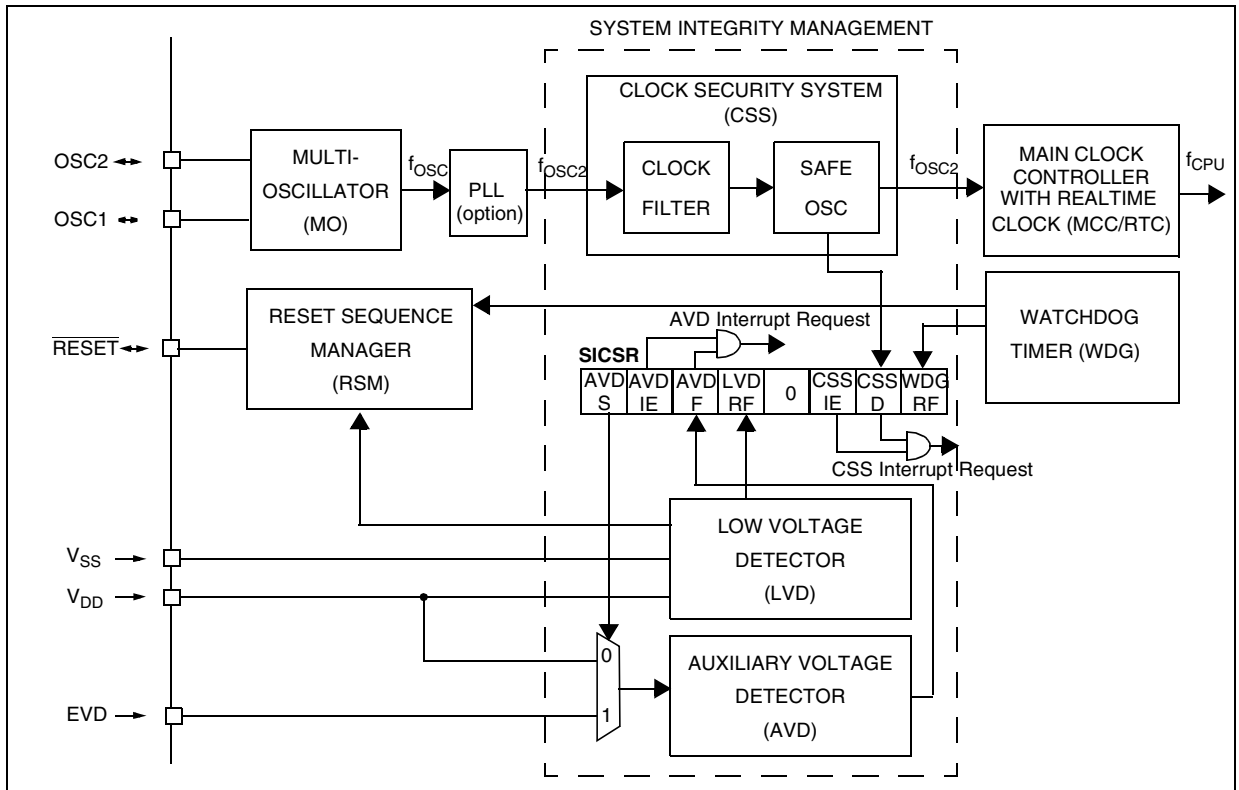 SYSTEM INTEGRITY MANAGEMENT
CLOCK SECURITY SYSTEM
(CSS)
OSC2
OSC1
MULTI-
OSCILLATOR
(MO)
fOSC
PLL
(option)
fOSC2
CLOCK
FILTER
SAFE
OSC
fOSC2
MAIN CLOCK
CONTROLLER
WITH REALTIME
CLOCK (MCC/RTC)
fCPU
RESET
RESET SEQUENCE
MANAGER
(RSM)
AVD Interrupt Request
WATCHDOG
TIMER (WDG)
SICSR
AVD S
AVD IE
AVD F
LVD RF
0
CSS IE
CSS D
WDG RF
CSS Interrupt Request
VSS
VDD
LOW VOLTAGE
DETECTOR
(LVD)
0
1
EVD
AUXILIARY VOLTAGE
DETECTOR
(AVD)